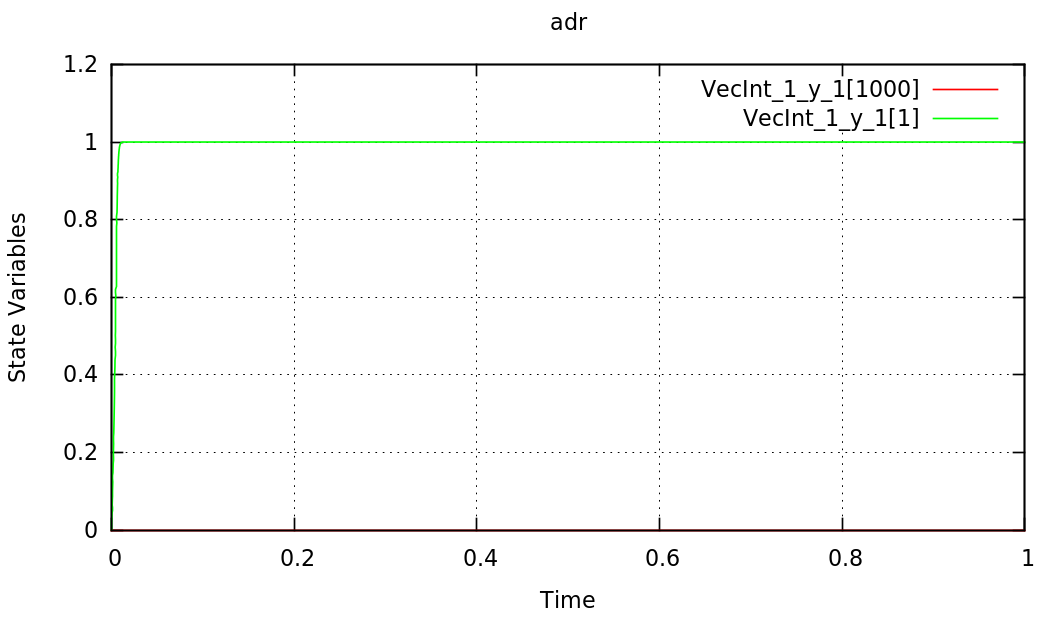 adr
VecInt_1_y_1[1000]
VecInt_1_y_1[1]
State Variables
1.2
1
0.8
0.6
0.4
0.2
0
0 0.2 0.4 0.6 0.8 1
Time